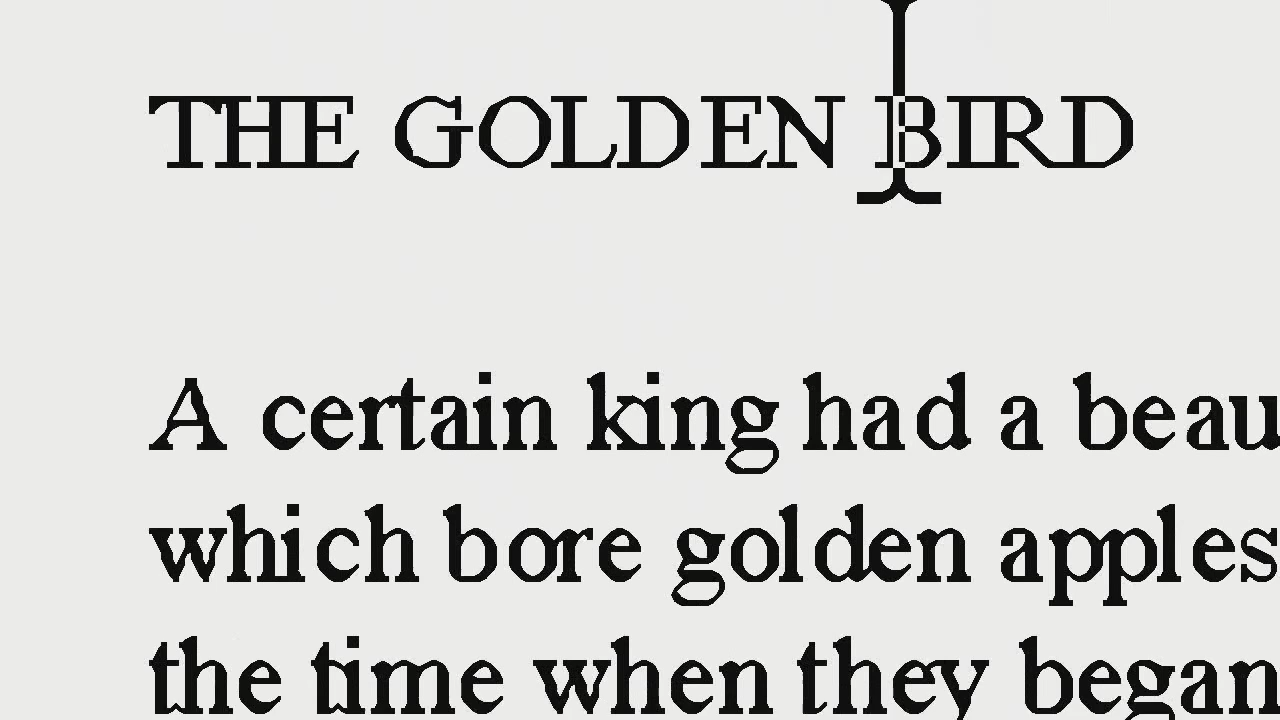 THE GOLDEN BIRD
A certain king had a beau
which bore golden apples
the time when they began